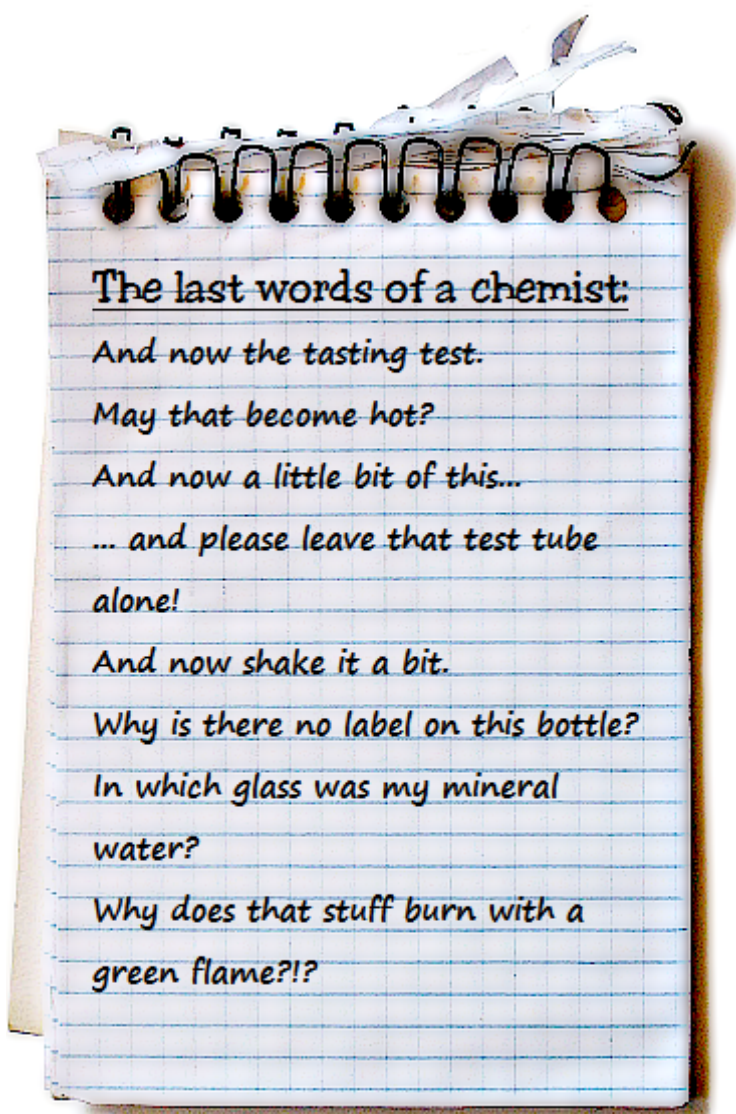 The last words of a chemist:
And now the tasting test.
May that become hot?
And now a little bit of this...
... and please leave that test tube
alone!
And now shake it a bit.
Why is there no label on this bottle?
In which glass was my mineral
water?
Why does that stuff burn with a
green flame?!?